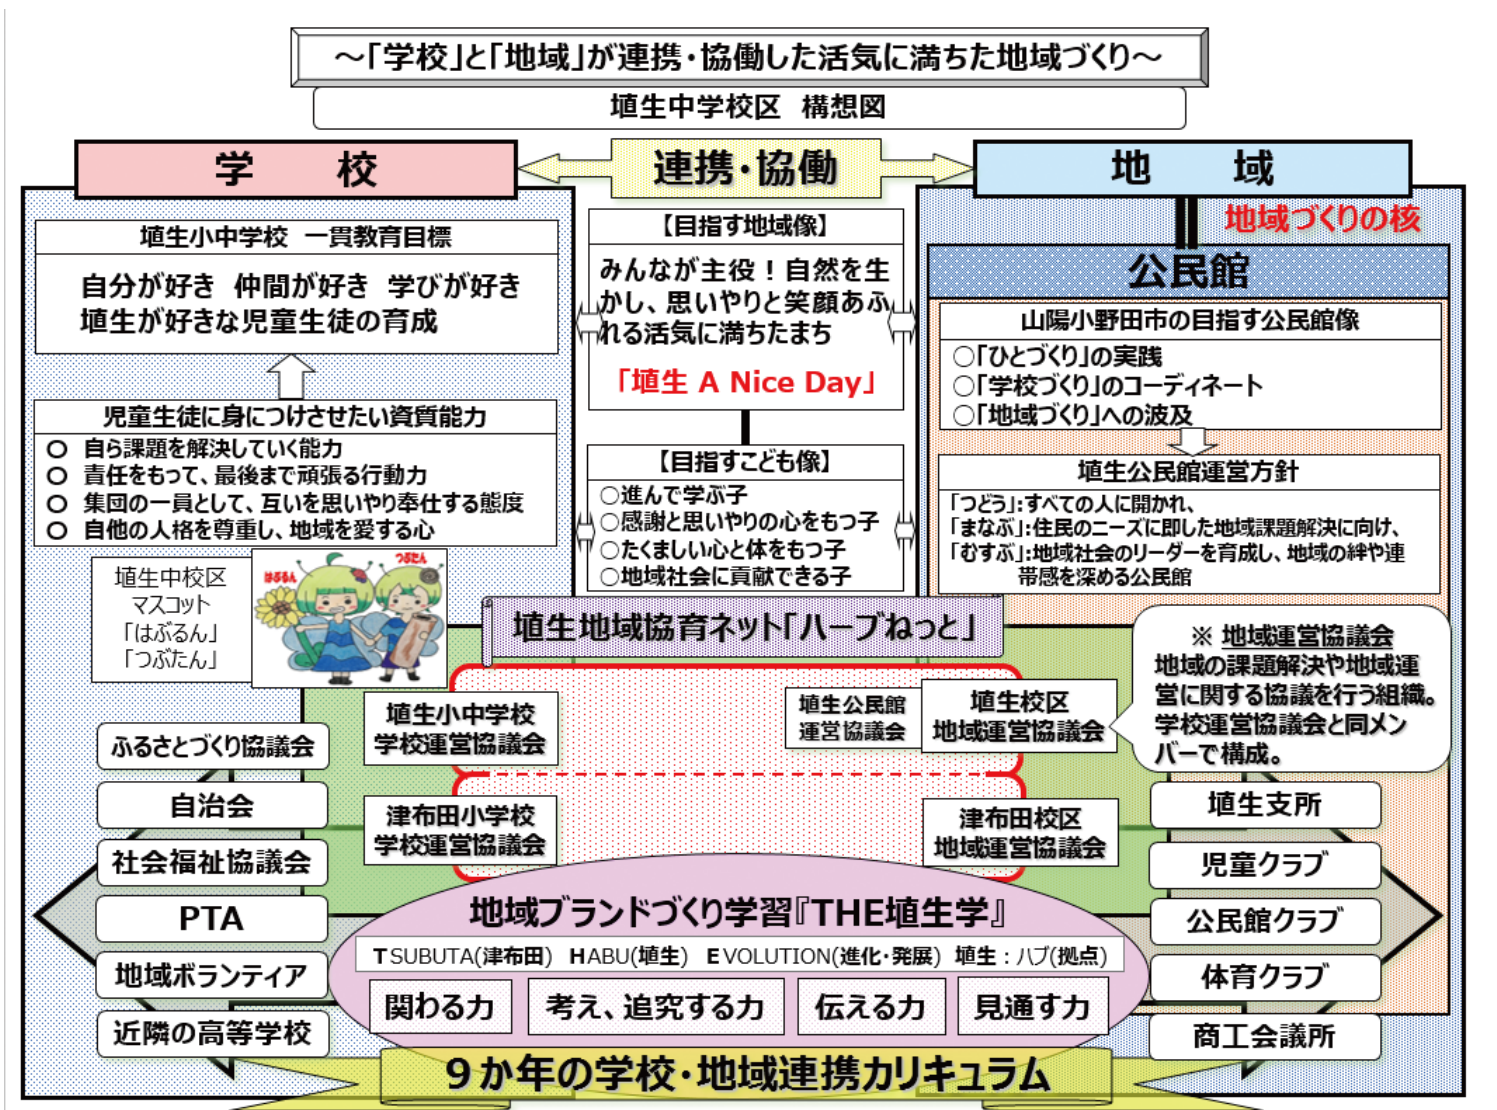 ～「学校」と「地域」が連携・協働した活気に満ちた地域づくり～
埴生中学校区 構想図
学 校
連携・協働
地 域
地域づくりの核
埴生小中学校 一貫教育目標
自分が好き 仲間が好き 学びが好き
埴生が好きな児童生徒の育成
児童生徒に身につけさせたい資質能力
○ 自ら課題を解決していく能力
○ 責任をもって、最後まで頑張る行動力
○ 集団の一員として、互いを思いやり奉仕する態度
○ 自他の人格を尊重し、地域を愛する心
埴生中校区
マスコット
「はぶるん」
「つぶたん」
はぶるん
つぶたん
【目指す地域像】
みんなが主役！自然を生
かし、思いやりと笑顔あふ
れる活気に満ちたまち
「埴生 A Nice Day」
【目指すこども像】
○進んで学ぶ子
○感謝と思いやりの心をもつ子
○たくましい心と体をもつ子
○地域社会に貢献できる子
公民館
山陽小野田市の目指す公民館像
○「ひとづくり」の実践
○「学校づくり」のコーディネート
○「地域づくり」への波及
埴生公民館運営方針
「つどう」：すべての人に開かれ、
「まなぶ」：住民のニーズに即した地域課題解決に向け、
「むすぶ」：地域社会のリーダーを育成し、地域の絆や連
帯感を深める公民館
埴生地域協育ネット「ハーブねっと」
埴生小中学校
学校運営協議会
埴生公民館
運営協議会
埴生校区
地域運営協議会
※ 地域運営協議会
地域の課題解決や地域運
営に関する協議を行う組織。
学校運営協議会と同メン
バーで構成。
津布田小学校
学校運営協議会
津布田校区
地域運営協議会
ふるさとづくり協議会
自治会
社会福祉協議会
PTA
地域ボランティア
近隣の高等学校
埴生支所
児童クラブ
公民館クラブ
体育クラブ
商工会議所
地域ブランドづくり学習『THE埴生学』
TSUBUTA(津布田) HABU(埴生) EVOLUTION(進化・発展) 埴生：ハブ(拠点)
関わる力
考え、追究する力
伝える力
見通す力
９か年の学校・地域連携カリキュラム